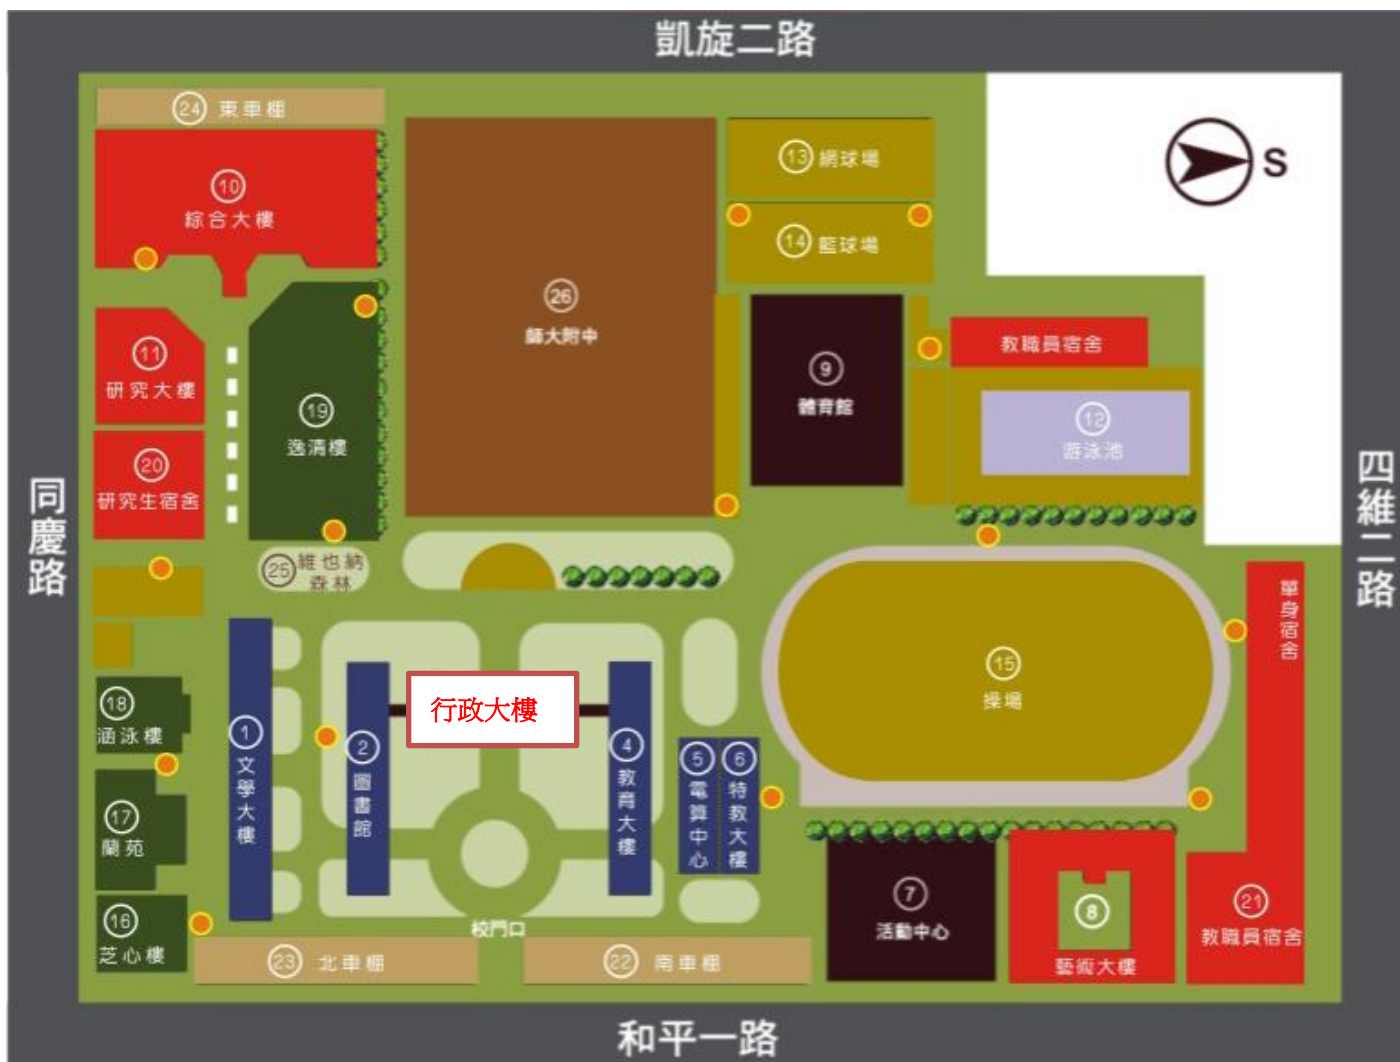 凱旋二路
24 東車棚
10
綜合大樓
13 網球場
14 籃球場
S
11
研究大樓
19
逸清樓
26
師大附中
9
體育館
教職員宿舍
12
游泳池
20
研究生宿舍
同慶路
四維二路
25 維也納
森林
單身宿舍
15
操場
18
涵泳樓
17
蘭苑
16
芝心樓
1 文學大樓
2 圖書館
行政大樓
4 教育大樓
5 電算中心
6 特教大樓
7
活動中心
8
藝術大樓
21
教職員宿舍
校門口
23 北車棚
22 南車棚
和平一路